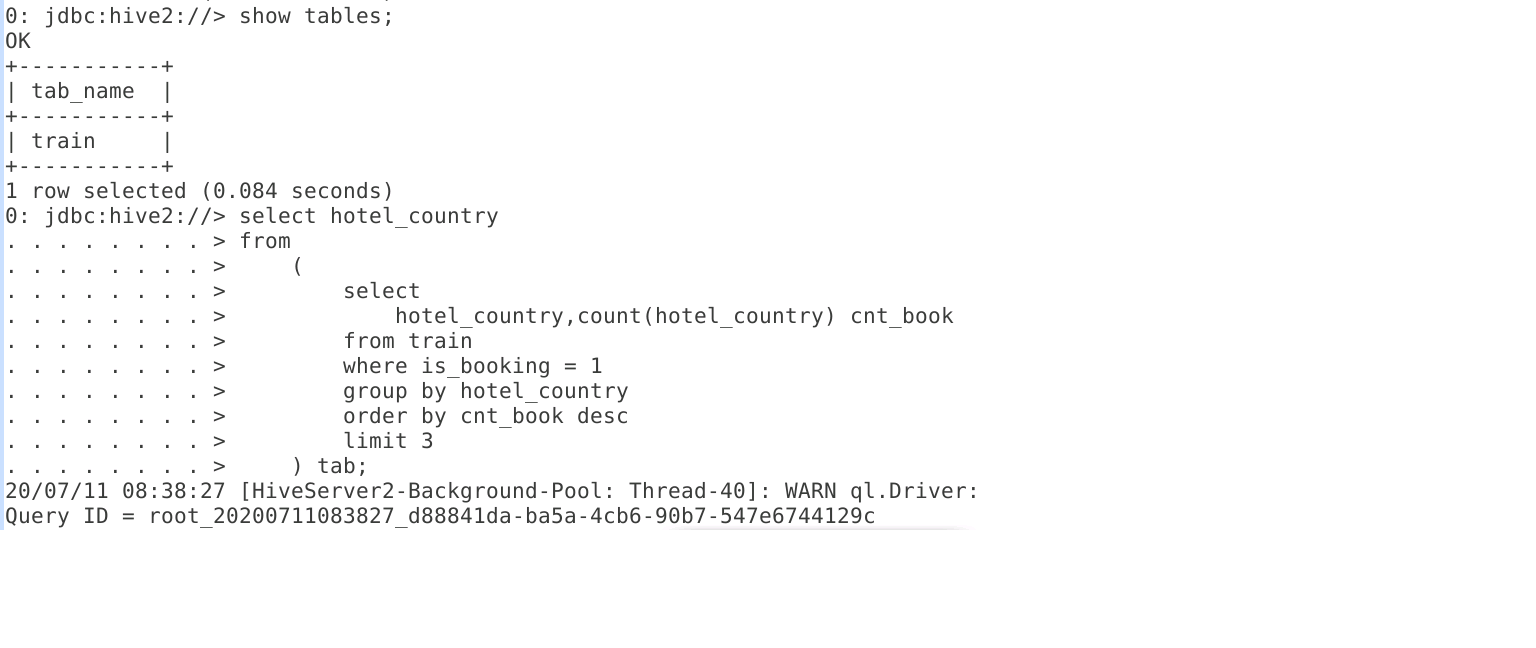 0: jdbc:hive2://> show tables;
OK
+-----------+
| tab_name  |
+-----------+
| train     |
+-----------+
1 row selected (0.084 seconds)
0: jdbc:hive2://> select hotel_country
. . . . . . . . > from
. . . . . . . . >     (
. . . . . . . . >         select
. . . . . . . . >             hotel_country,count(hotel_country) cnt_book
. . . . . . . . >         from train
. . . . . . . . >         where is_booking = 1
. . . . . . . . >         group by hotel_country
. . . . . . . . >         order by cnt_book desc
. . . . . . . . >         limit 3
. . . . . . . . >     ) tab;
20/07/11 08:38:27 [HiveServer2-Background-Pool: Thread-40]: WARN ql.Driver:
Query ID = root_20200711083827_d88841da-ba5a-4cb6-90b7-547e6744129c